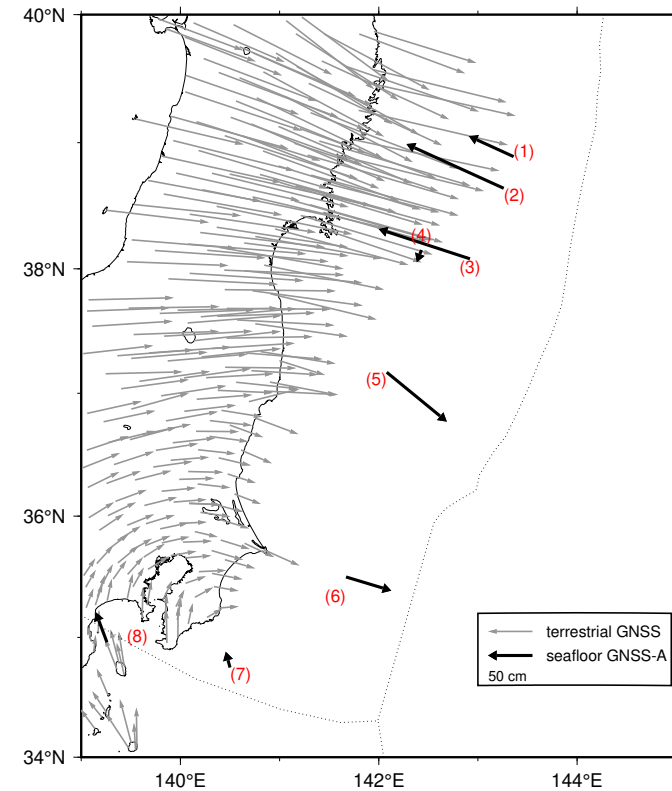 40°N
(1)
(2)
(4)
(3)
38°N
(5)
36°N
(6)
terrestrial GNSS
(8)
seafloor GNSS-A
(7)
50 cm
34°N
140°E
142°E
144°E